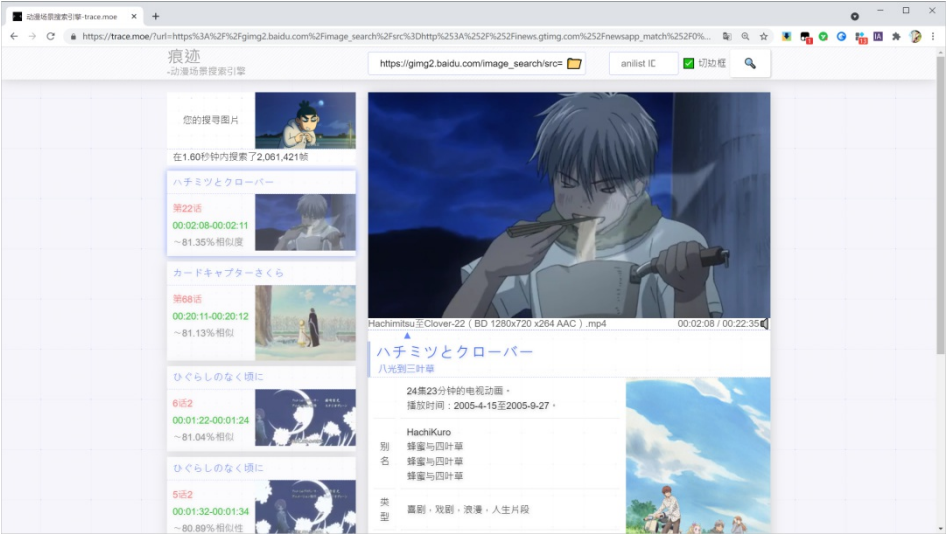 动漫场景搜索引擎-trace.moe
https://trace.moe/?url=https%3A%2F%2Fgimg2.baidu.com%2Fimage_search%2Fsrc%3Dhttp%253A%252F%252Finews.gtimg.com%252Fnewsapp_match%252F0%...
痕迹
-动漫场景搜索引擎
https://gimg2.baidu.com/image_search/src=
anilist IC
切边框
您的搜寻图片
在1.60秒钟内搜索了2,061,421帧
ハチミツとクローバー
第22话
00:02:08-00:02:11
～81.35%相似度
カードキャプターさくら
第68话
00:20:11-00:20:12
～81.13%相似
ひぐらしのなく頃に
6话2
00:01:22-00:01:24
～81.04%相似
ひぐらしのなく頃に
5话2
00:01:32-00:01:34
～80.89%相似性
Hachimitsu至Clover-22（BD 1280x720 x264 AAC）.mp4
00:02:08 / 00:22:35
ハチミツとクローバー
八光到三叶草
24集23分钟的电视动画。
播放时间：2005-4-15至2005-9-27。
别名
HachiKuro
蜂蜜与四叶草
蜂蜜与四叶草
蜂蜜与四叶草
类型
喜剧，戏剧，浪漫，人生片段